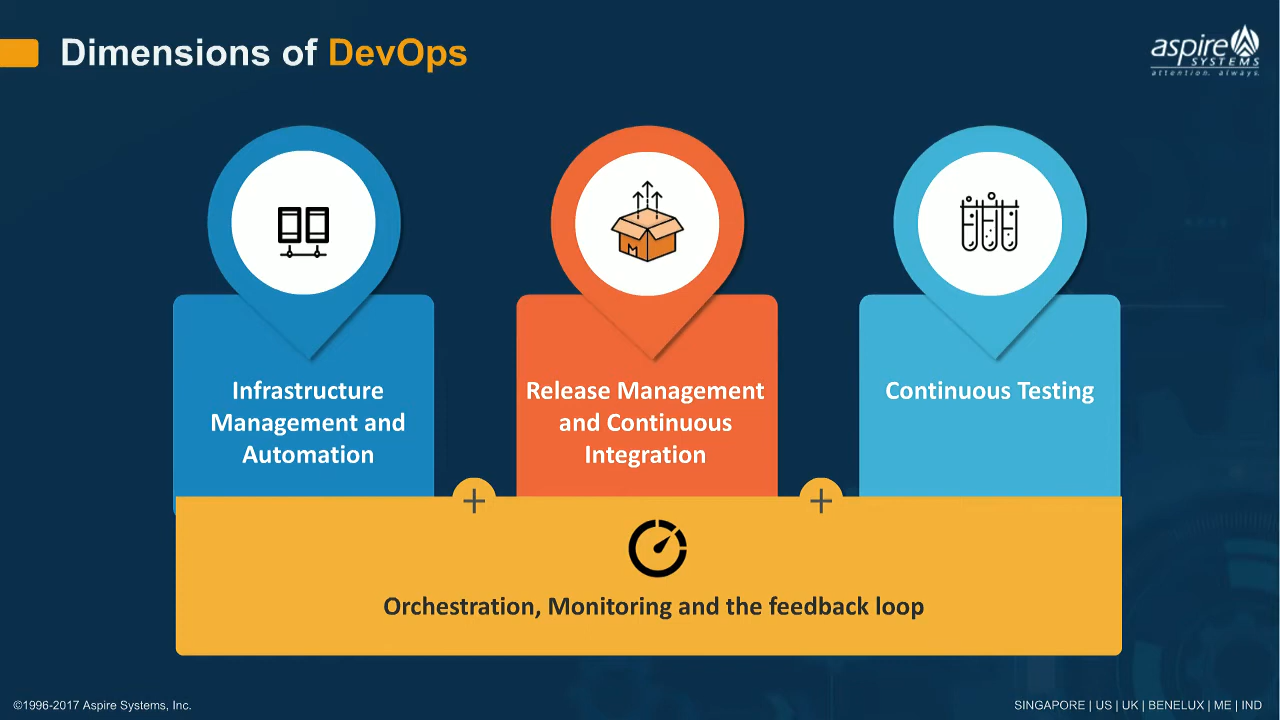 Dimensions of DevOps
aspire
SYSTEMS
attention. always.
M
Infrastructure
Management and
Automation
Release Management
and Continuous
Integration
Continuous Testing
+
+
Orchestration, Monitoring and the feedback loop
©1996-2017 Aspire Systems, Inc.
SINGAPORE | US | UK | BENELUX | ME | IND